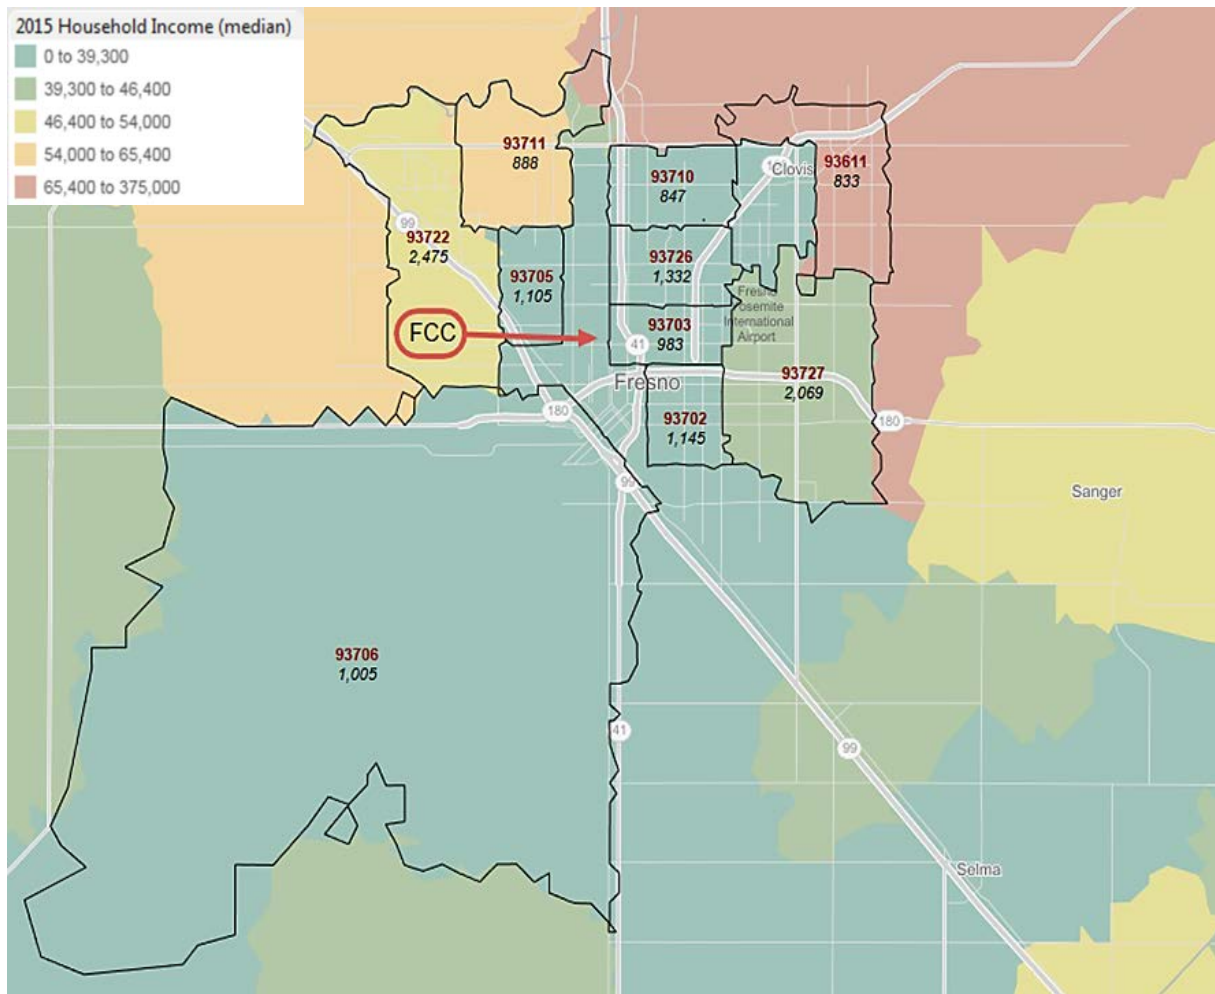 2015 Household Income (median)
0 to 39,300
39,300 to 46,400
46,400 to 54,000
54,000 to 65,400
65,400 to 375,000
93711
888
93710
847
Clovis
93611
833
99
93722
2,475
93705
1,105
93726
1,332
Fresno
Yosemite
International
Airport
FCC
93703
983
41
Fresno
93727
2,069
180
93702
1,145
180
99
Sanger
93706
1,005
41
99
Selma